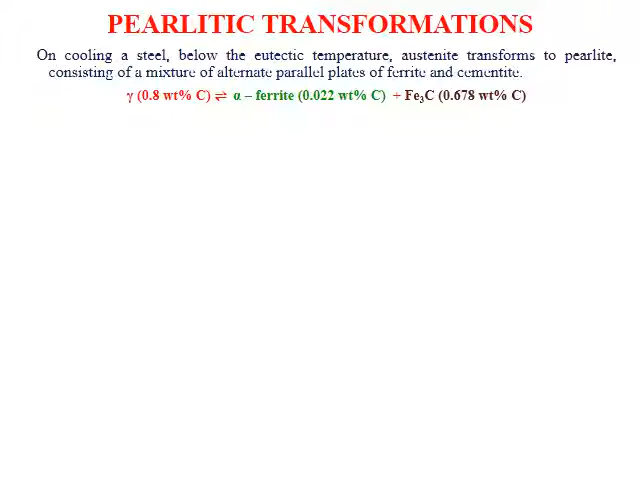 PEARLITIC TRANSFORMATIONS
On cooling a steel, below the eutectic temperature, austenite transforms to pearlite,
consisting of a mixture of alternate parallel plates of ferrite and cementite.
γ (0.8 wt% C) ⇌ α – ferrite (0.022 wt% C) + Fe₃C (0.678 wt% C)